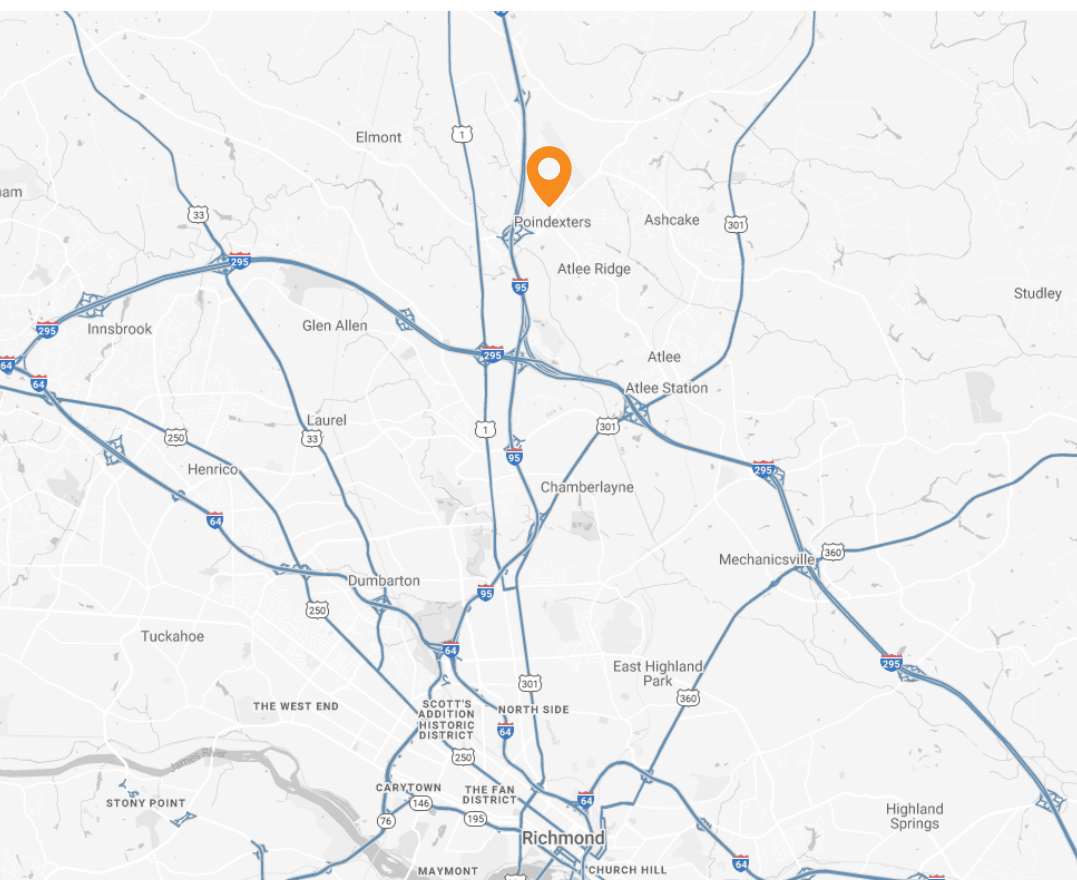 Elmont
1
33
Poindexters
Ashcake
301
295
Atlee Ridge
95
Studley
295
Innsbrook
Glen Allen
295
Atlee
64
64
Atlee Station
Laurel
250
33
1
301
95
Henrico
295
Chamberlayne
64
Mechanicsville
360
Dumbarton
95
250
Tuckahoe
64
295
East Highland
Park
301
360
THE WEST END
SCOTT'S
ADDITION
HISTORIC
DISTRICT
NORTH SIDE
64
250
James River
CARYTOWN
THE FAN
DISTRICT
64
STONY POINT
146
195
76
Highland
Springs
Richmond
64
MAYMONT
CHURCH HILL